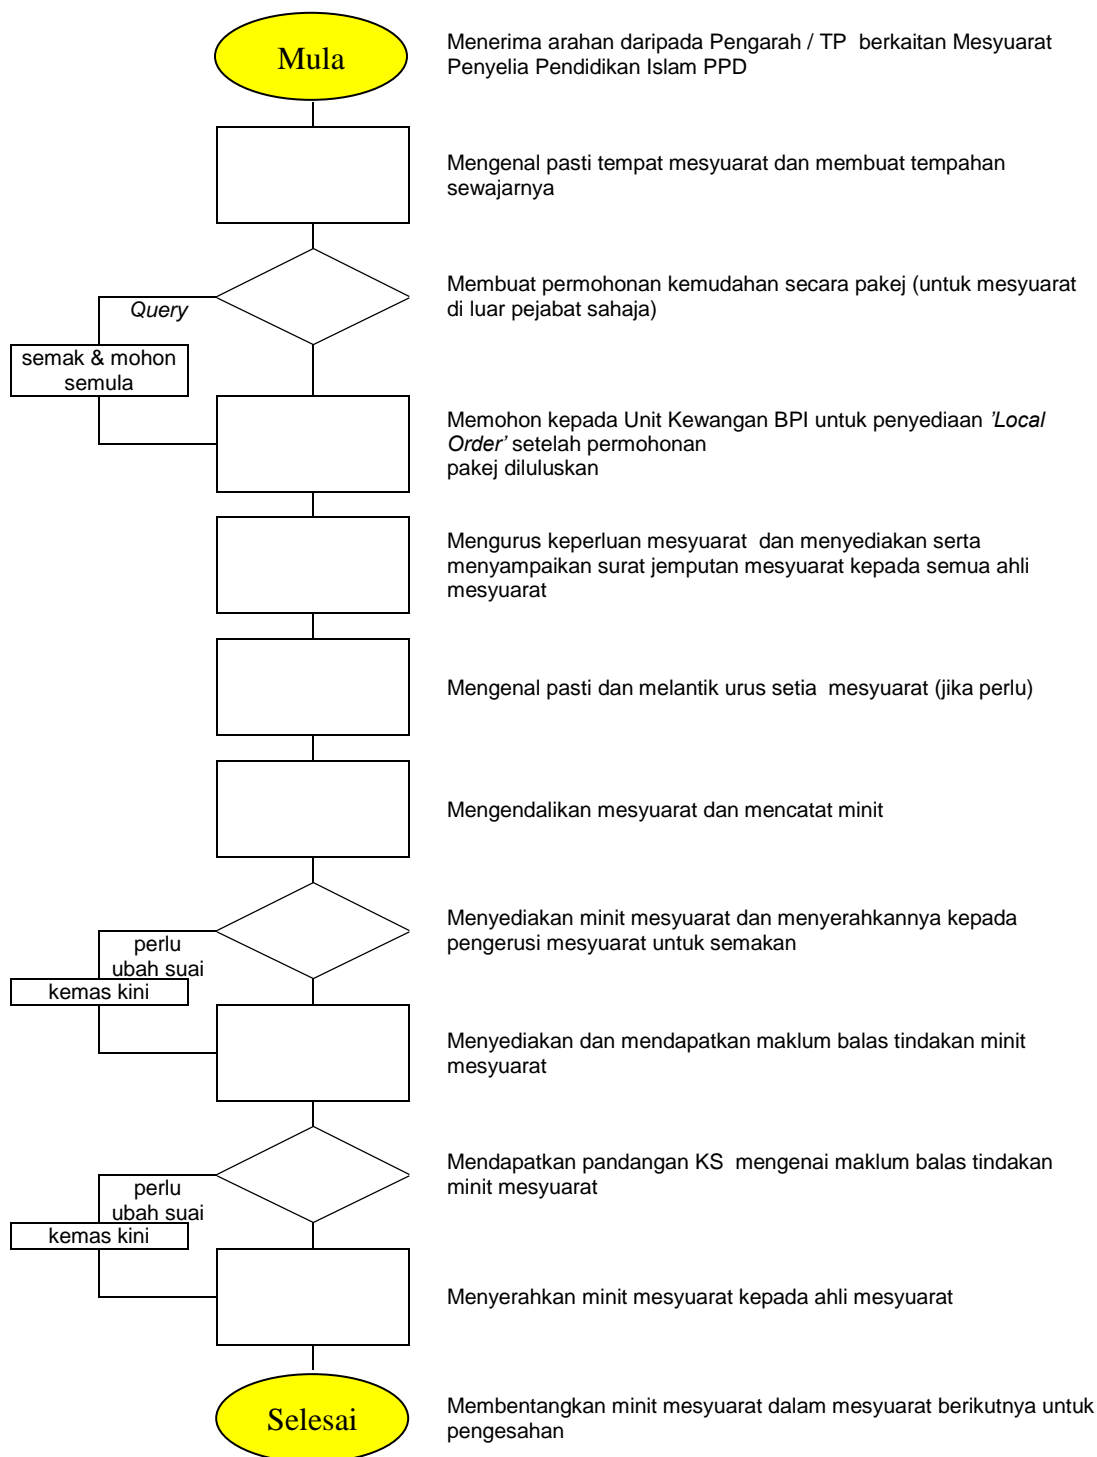 Mula
Menerima arahan daripada Pengarah / TP berkaitan Mesyuarat
Penyelia Pendidikan Islam PPD
Mengenal pasti tempat mesyuarat dan membuat tempahan
sewajarnya
Membuat permohonan kemudahan secara pakej (untuk mesyuarat
di luar pejabat sahaja)
Query
semak & mohon
semula
Memohon kepada Unit Kewangan BPI untuk penyediaan ’Local
Order’ setelah permohonan
pakej diluluskan
Mengurus keperluan mesyuarat dan menyediakan serta
menyampaikan surat jemputan mesyuarat kepada semua ahli
mesyuarat
Mengenal pasti dan melantik urus setia mesyuarat (jika perlu)
Mengendalikan mesyuarat dan mencatat minit
Menyediakan minit mesyuarat dan menyerahkannya kepada
pengerusi mesyuarat untuk semakan
perlu
ubah suai
kemas kini
Menyediakan dan mendapatkan maklum balas tindakan minit
mesyuarat
Mendapatkan pandangan KS mengenai maklum balas tindakan
minit mesyuarat
perlu
ubah suai
kemas kini
Menyerahkan minit mesyuarat kepada ahli mesyuarat
Selesai
Membentangkan minit mesyuarat dalam mesyuarat berikutnya untuk
pengesahan